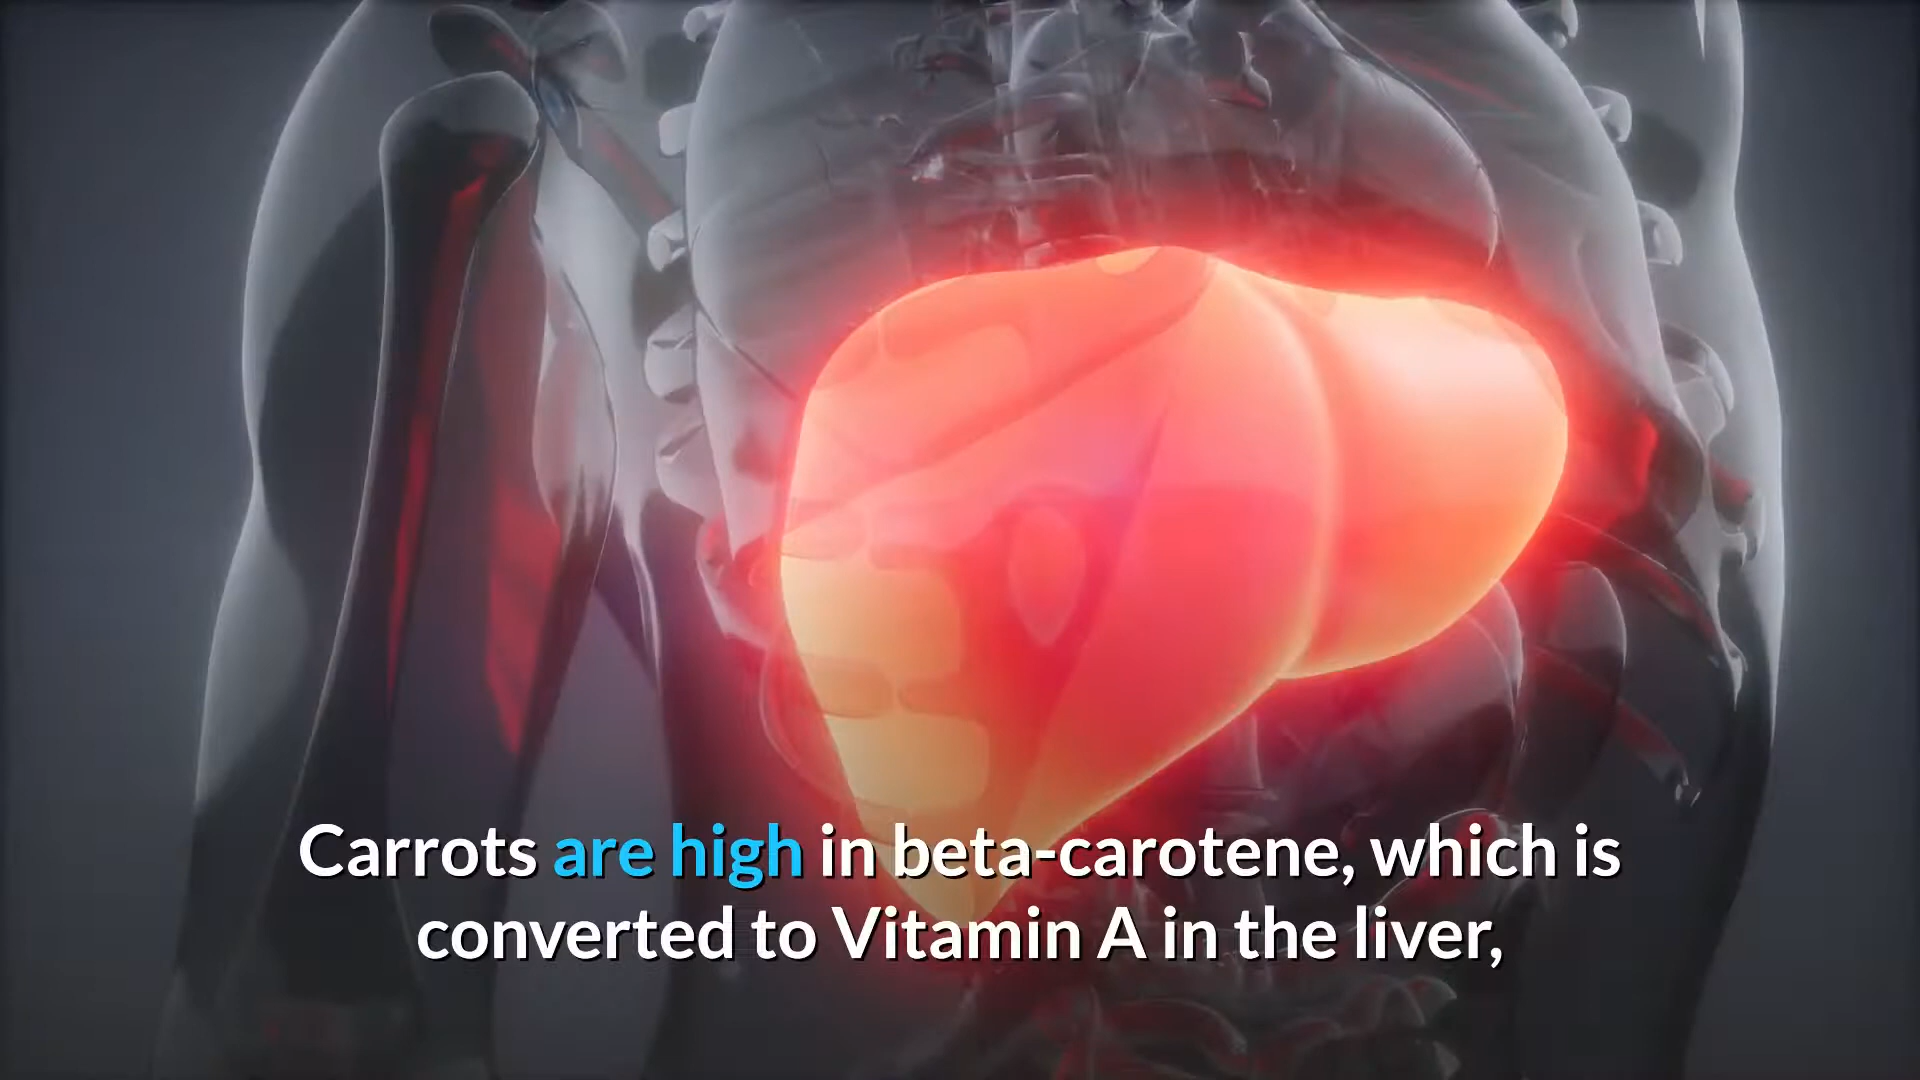 Carrots are high in beta-carotene, which is
converted to Vitamin A in the liver,